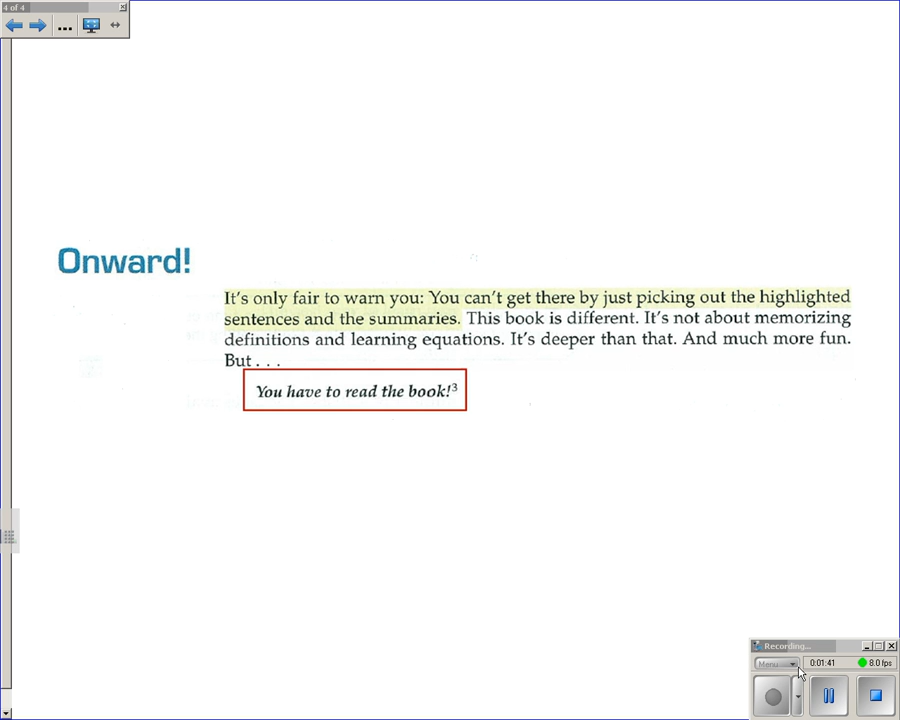 4 of 4
Onward!
It's only fair to warn you: You can't get there by just picking out the highlighted
sentences and the summaries. This book is different. It's not about memorizing
definitions and learning equations. It's deeper than that. And much more fun.
But . . .
You have to read the book!³
Recording...
Menu
0:01:41
8.0 fps